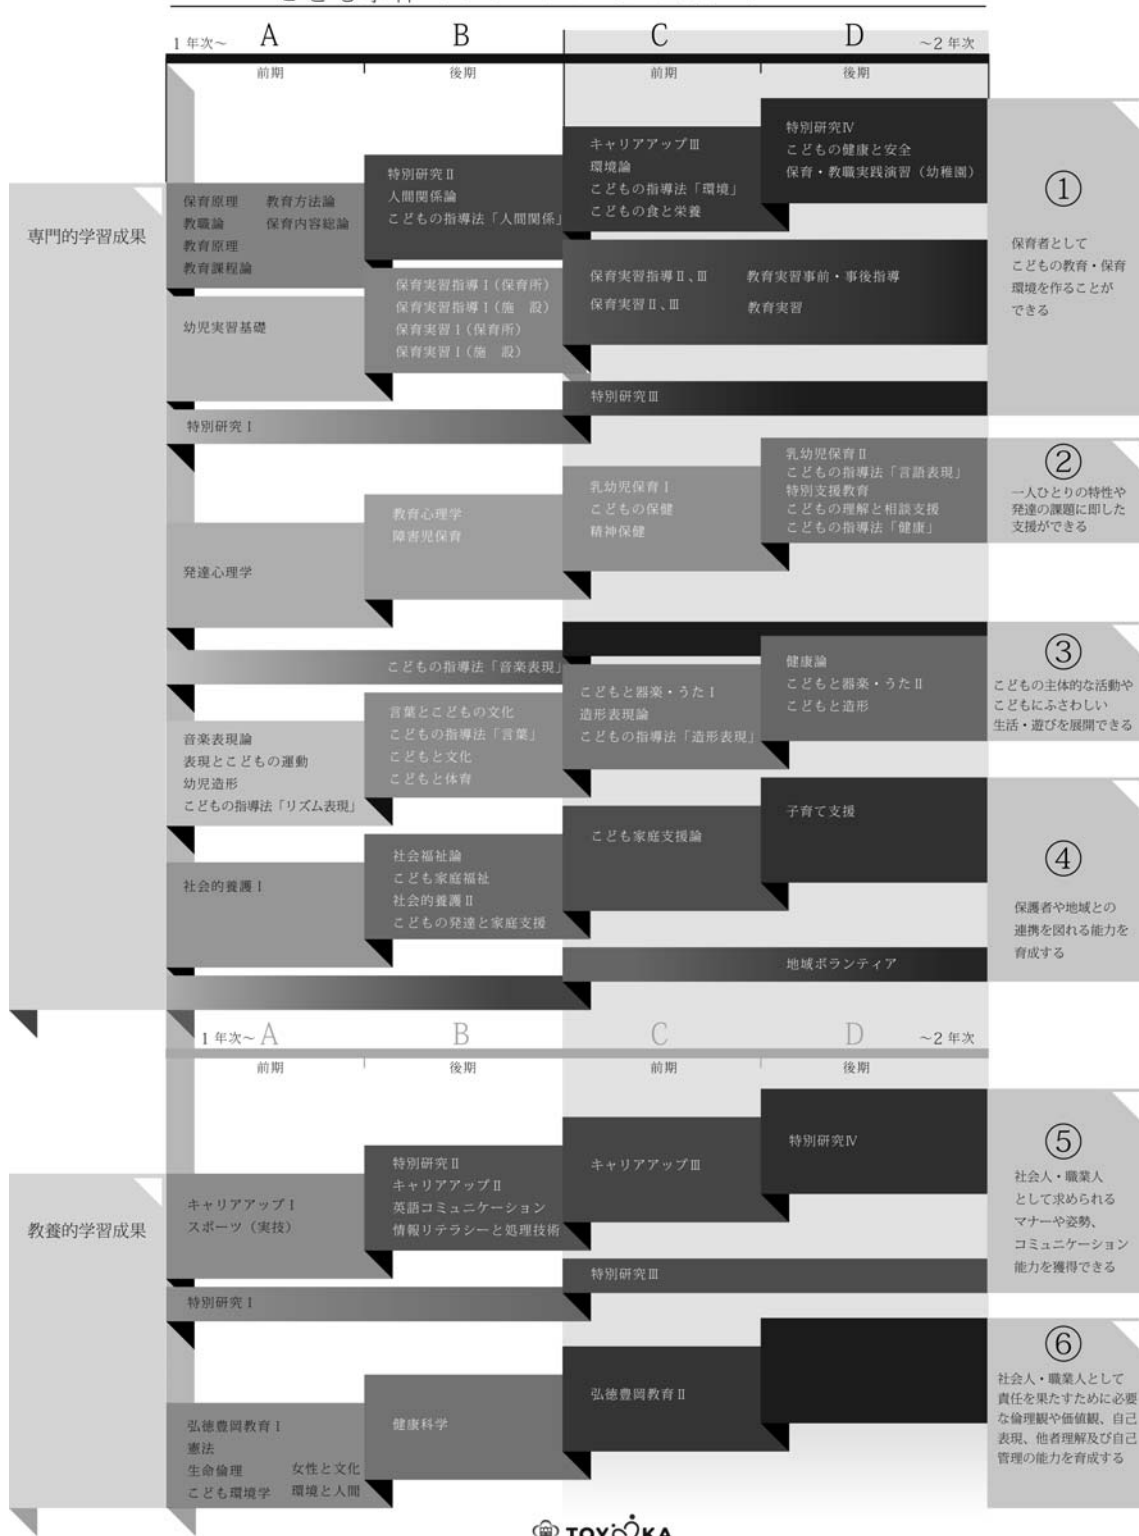 1 年次～ A B C D ～2 年次
前期 後期 前期 後期
専門的学習成果
保育原理 教育方法論
教職論 保育内容総論
教育原理
教育課程論
特別研究Ⅱ
人間関係論
こどもの指導法「人間関係」
キャリアアップⅢ
環境論
こどもの指導法「環境」
こどもの食と栄養
特別研究Ⅳ
こどもの健康と安全
保育・教職実践演習（幼稚園）
①
保育者として
こどもの教育・保育
環境を作ることが
できる
幼児実習基礎
保育実習指導Ⅰ（保育所）
保育実習指導Ⅰ（施 設）
保育実習Ⅰ（保育所）
保育実習Ⅰ（施 設）
保育実習指導Ⅱ、Ⅲ 教育実習事前・事後指導
保育実習Ⅱ、Ⅲ 教育実習
特別研究Ⅰ
特別研究Ⅲ
発達心理学
教育心理学
障害児保育
乳幼児保育Ⅰ
こどもの保健
精神保健
乳幼児保育Ⅱ
こどもの指導法「言語表現」
特別支援教育
こどもの理解と相談支援
こどもの指導法「健康」
②
一人ひとりの特性や
発達の課題に即した
支援ができる
こどもの指導法「音楽表現」
音楽表現論
表現とこどもの運動
幼児造形
こどもの指導法「リズム表現」
言葉とこどもの文化
こどもの指導法「言葉」
こどもと文化
こどもと体育
こどもと器楽・うたⅠ
造形表現論
こどもの指導法「造形表現」
健康論
こどもと器楽・うたⅡ
こどもと造形
③
こどもの主体的な活動や
こどもにふさわしい
生活・遊びを展開できる
社会的養護Ⅰ
社会福祉論
こども家庭福祉
社会的養護Ⅱ
こどもの発達と家庭支援
こども家庭支援論
子育て支援
地域ボランティア
④
保護者や地域との
連携を図れる能力を
育成する
1 年次～ A B C D ～2 年次
前期 後期 前期 後期
教養的学習成果
キャリアアップⅠ
スポーツ（実技）
特別研究Ⅱ
キャリアアップⅡ
英語コミュニケーション
情報リテラシーと処理技術
キャリアアップⅢ
特別研究Ⅳ
特別研究Ⅰ
特別研究Ⅲ
⑤
社会人・職業人
として求められる
マナーや姿勢、
コミュニケーション
能力を獲得できる
弘徳豊岡教育Ⅰ
憲法
生命倫理 女性と文化
こども環境学 環境と人間
健康科学
弘徳豊岡教育Ⅱ
⑥
社会人・職業人として
責任を果たすために必要
な倫理観や価値観、自己
表現、他者理解及び自己
管理の能力を育成する
TOYOOKA